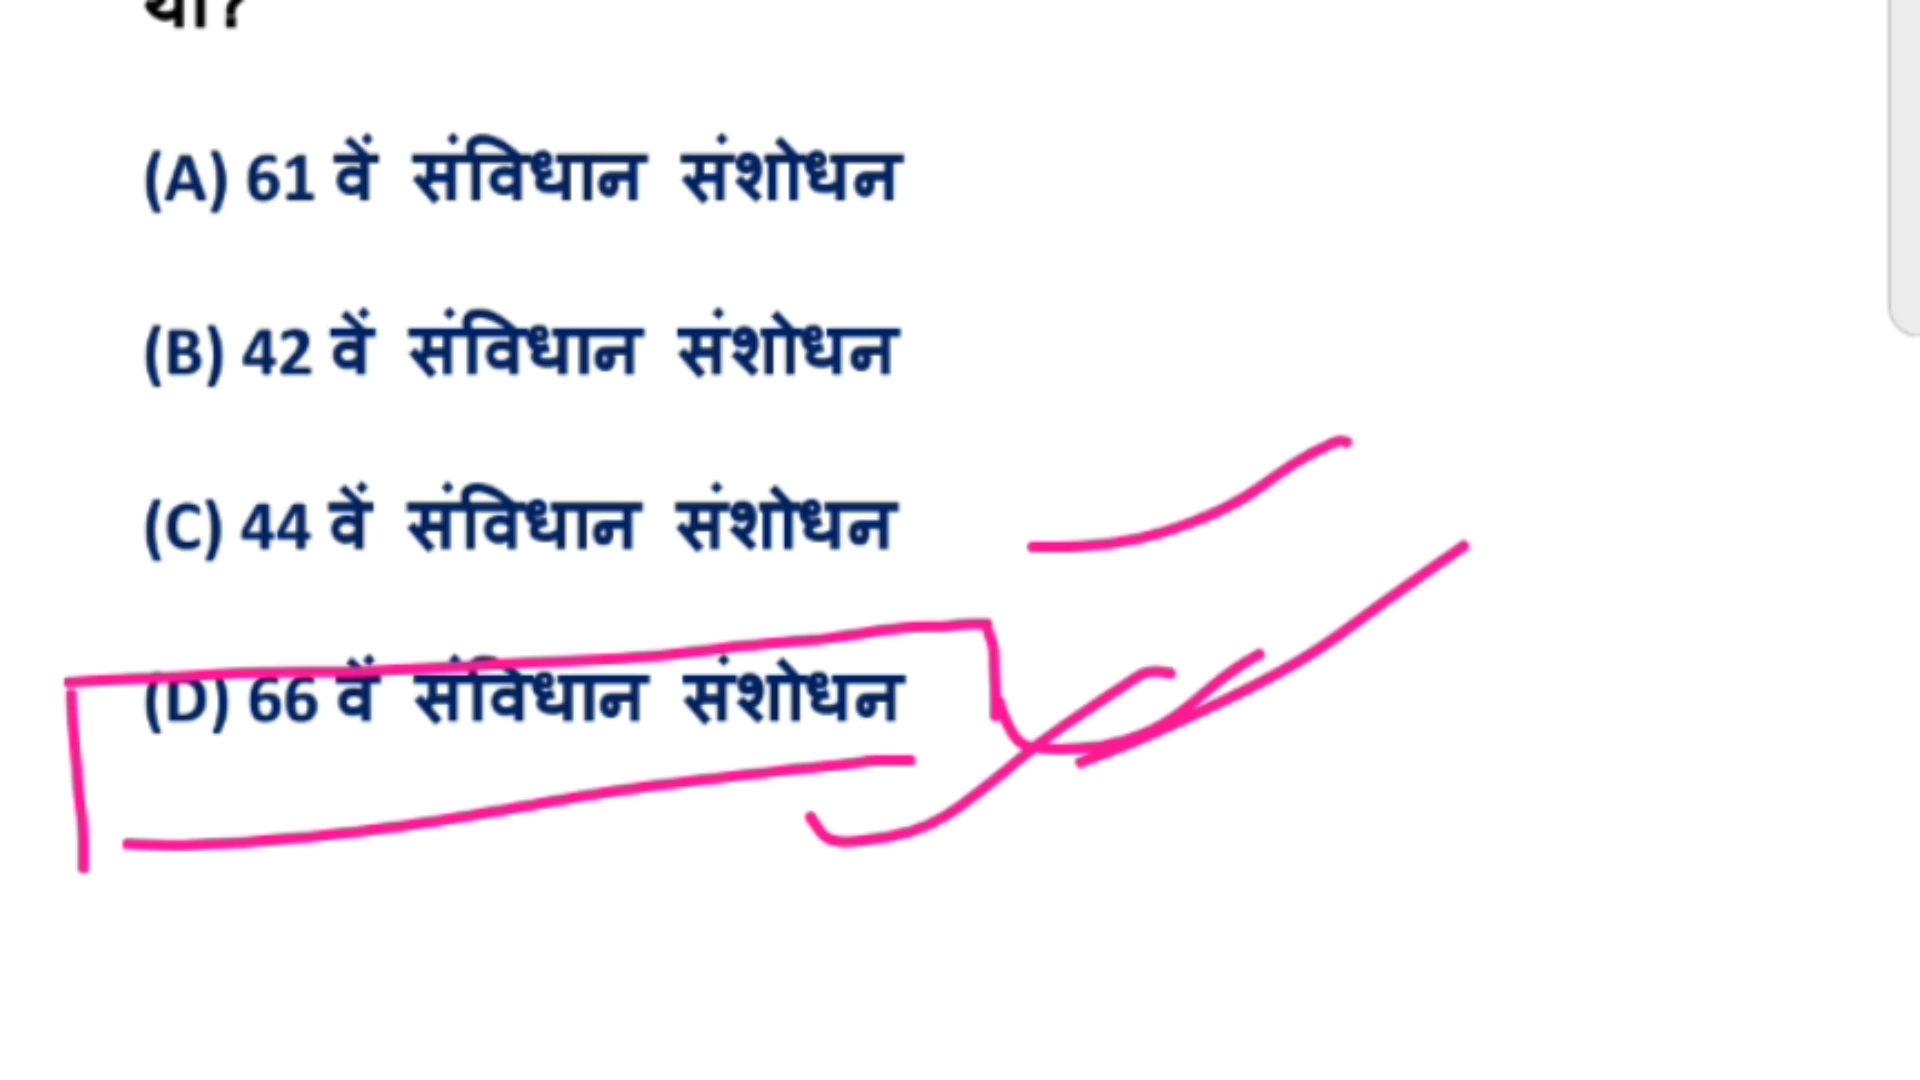 था?
(A) 61 वें संविधान संशोधन
(B) 42 वें संविधान संशोधन
(C) 44 वें संविधान संशोधन
(D) 66 वें संविधान संशोधन